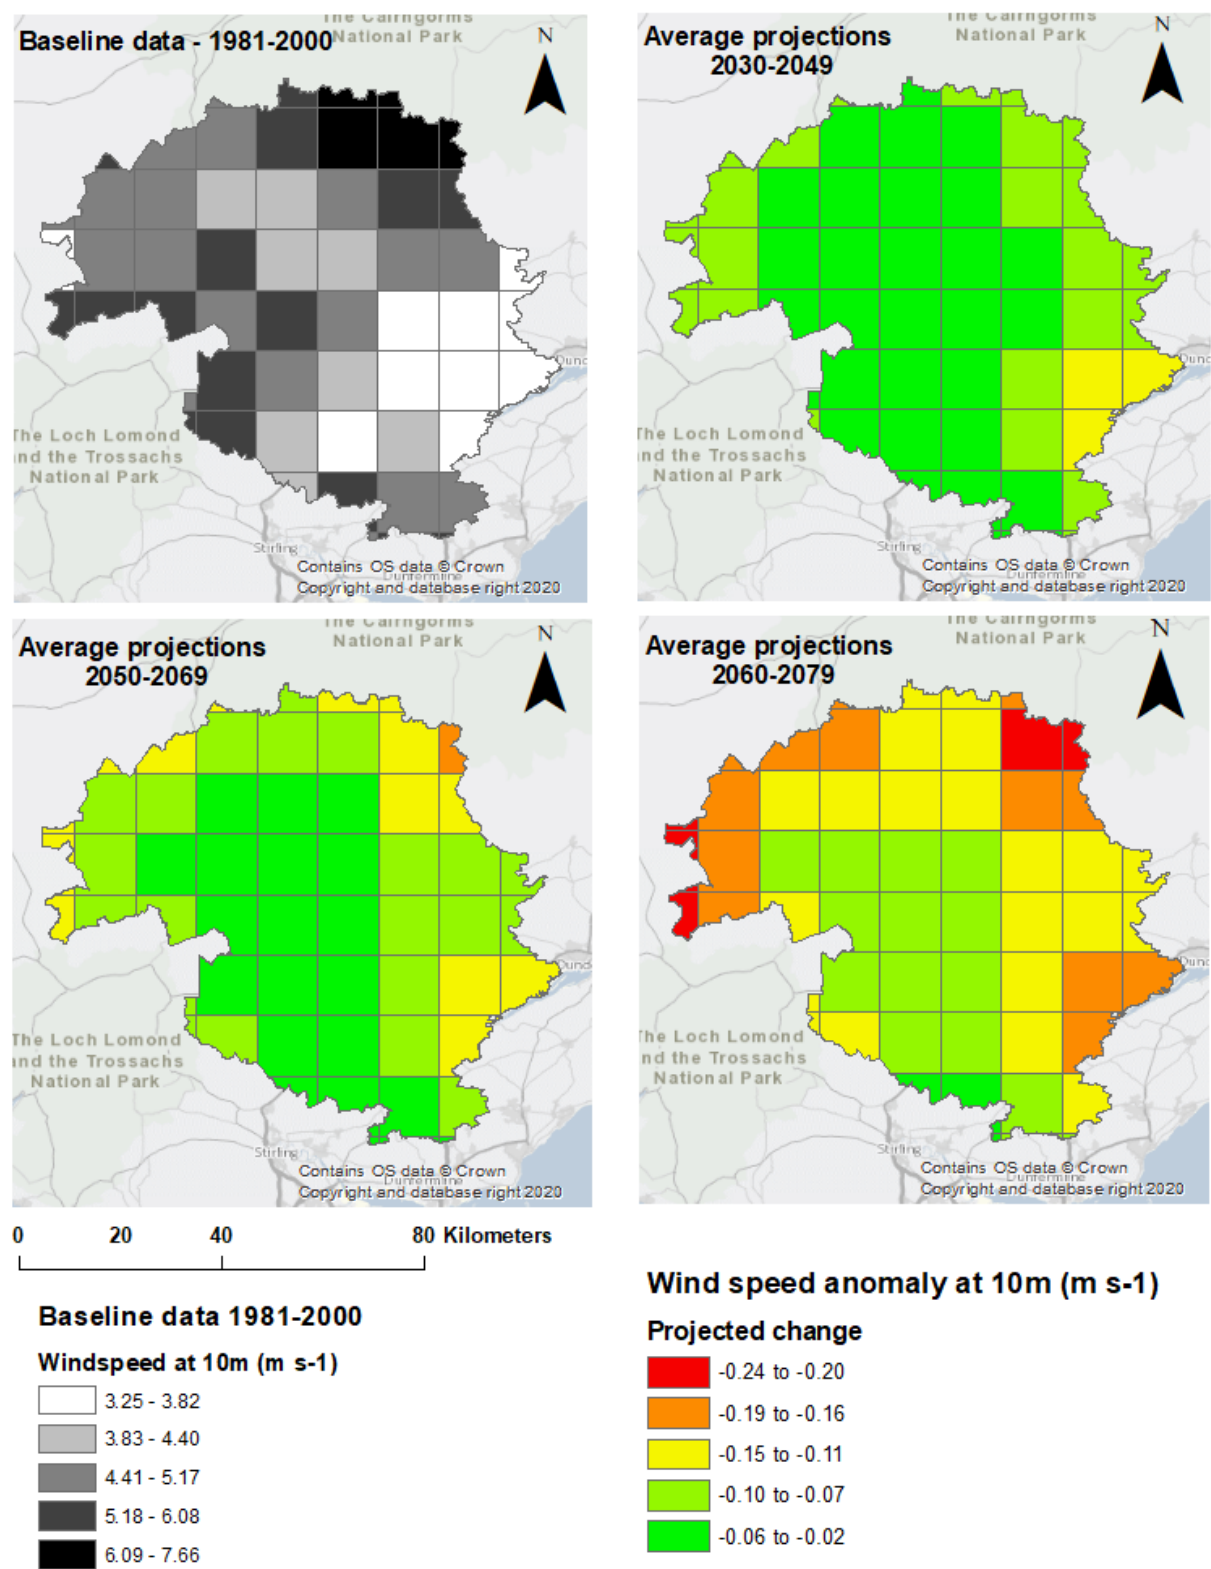 The Cairngorms
National Park
Baseline data - 1981-2000
N
The Loch Lomond
and the Trossachs
National Park
Stirling
Dunfermline
Contains OS data © Crown
Copyright and database right 2020
The Cairngorms
National Park
Average projections
2030-2049
N
Dund
The Loch Lomond
and the Trossachs
National Park
Stirling
Dunfermline
Contains OS data © Crown
Copyright and database right 2020
Dund
The Cairngorms
National Park
Average projections
2050-2069
N
Dund
The Loch Lomond
and the Trossachs
National Park
Stirling
Dunfermline
Contains OS data © Crown
Copyright and database right 2020
The Cairngorms
National Park
Average projections
2060-2079
N
Dund
The Loch Lomond
and the Trossachs
National Park
Stirling
Dunfermline
Contains OS data © Crown
Copyright and database right 2020
0 20 40 80 Kilometers
Baseline data 1981-2000
Windspeed at 10m (m s-1)
3.25 - 3.82
3.83 - 4.40
4.41 - 5.17
5.18 - 6.08
6.09 - 7.66
Wind speed anomaly at 10m (m s-1)
Projected change
-0.24 to -0.20
-0.19 to -0.16
-0.15 to -0.11
-0.10 to -0.07
-0.06 to -0.02